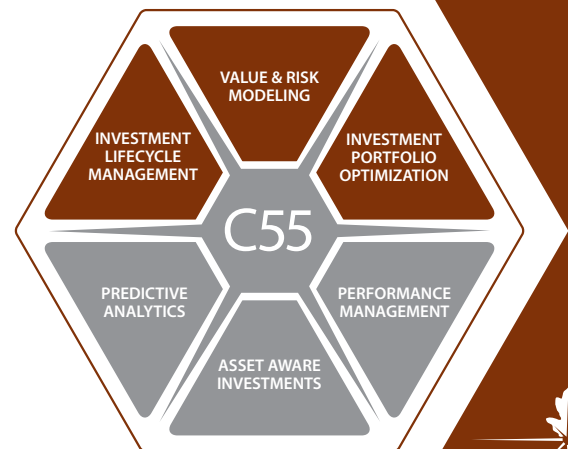 VALUE & RISK
MODELING
INVESTMENT
LIFECYCLE
MANAGEMENT
INVESTMENT
PORTFOLIO
OPTIMIZATION
C55
PREDICTIVE
ANALYTICS
PERFORMANCE
MANAGEMENT
ASSET AWARE
INVESTMENTS